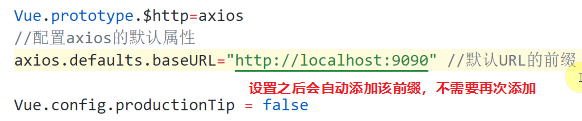 Vue.prototype.$http=axios
//配置axios的默认属性
axios.defaults.baseURL="http://localhost:9090" //默认URL的前缀
设置之后会自动添加该前缀，不需要再次添加
Vue.config.productionTip = false